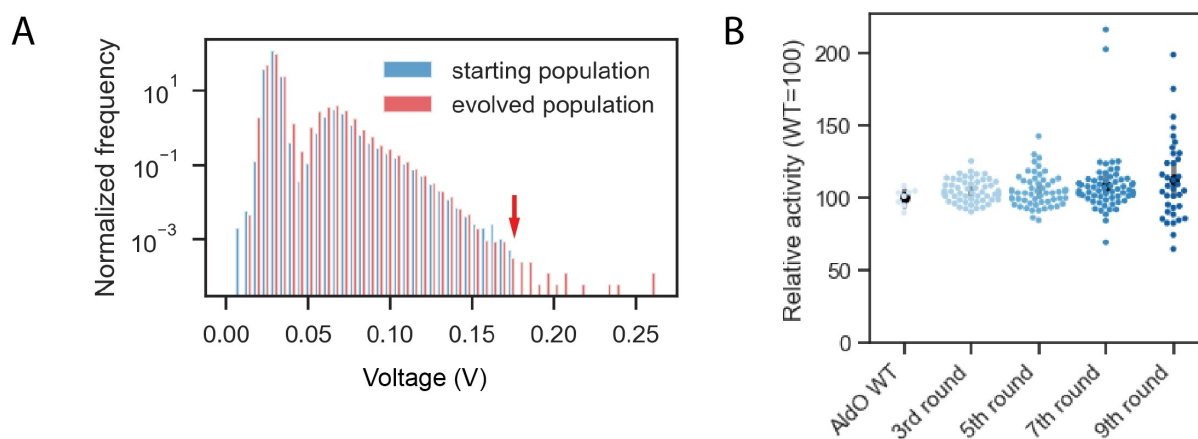 A
Normalized frequency
10¹
10⁻¹
10⁻³
starting population
evolved population
0.00 0.05 0.10 0.15 0.20 0.25
Voltage (V)
B
Relative activity (WT=100)
200
150
100
50
0
AldO WT
3rd round
5th round
7th round
9th round